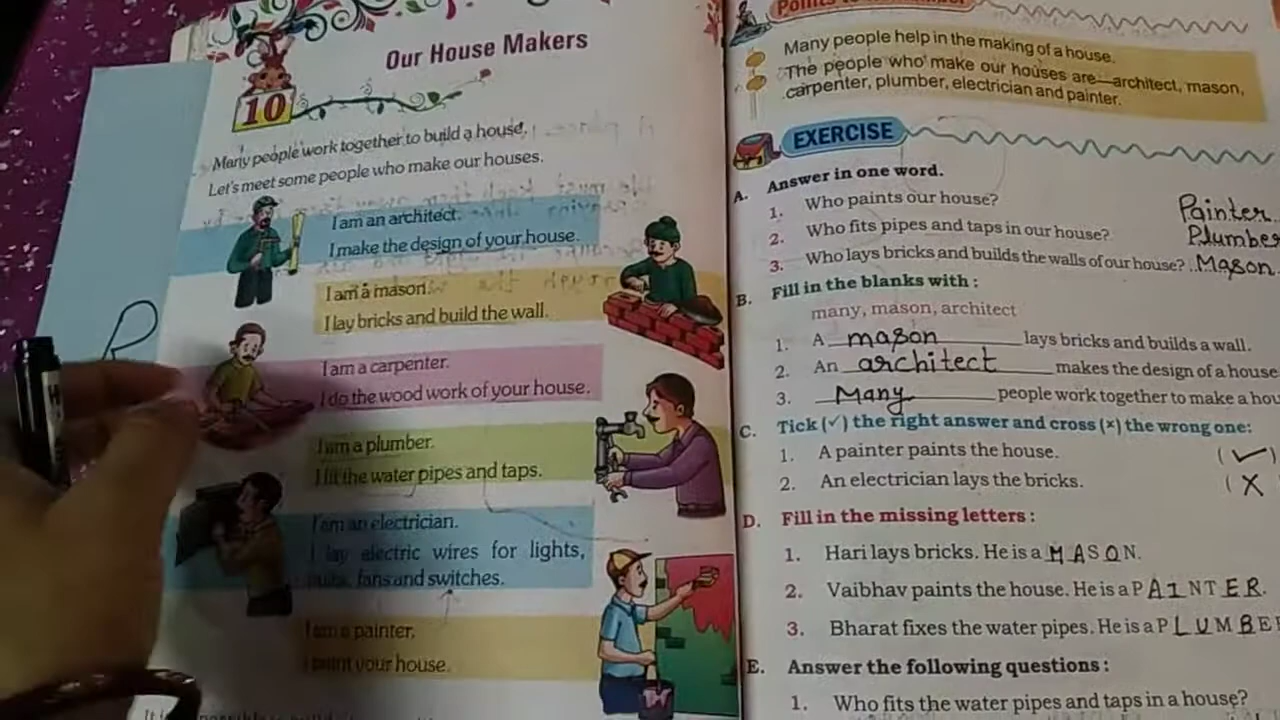 Our House Makers
10
Many people work together to build a house.
Let's meet some people who make our houses.
I am an architect.
I make the design of your house.
I am a mason.
I lay bricks and build the wall.
I am a carpenter.
I do the wood work of your house.
I am a plumber.
I fit the water pipes and taps.
I am an electrician.
I lay electric wires for lights,
fans and switches.
I am a painter.
I paint your house.
Many people help in the making of a house.
The people who make our houses are—architect, mason,
carpenter, plumber, electrician and painter.
EXERCISE
A. Answer in one word.
1. Who paints our house? Painter
2. Who fits pipes and taps in our house? Plumbe
3. Who lays bricks and builds the walls of our house? Mason.
B. Fill in the blanks with :
many, mason, architect
1. A mason lays bricks and builds a wall.
2. An architect makes the design of a house
3. Many people work together to make a hou
C. Tick (✓) the right answer and cross (×) the wrong one:
1. A painter paints the house. (✓)
2. An electrician lays the bricks. (X
D. Fill in the missing letters :
1. Hari lays bricks. He is a MASON.
2. Vaibhav paints the house. He is a PAINTER.
3. Bharat fixes the water pipes. He is a PLUMBE
E. Answer the following questions :
1. Who fits the water pipes and taps in a house?